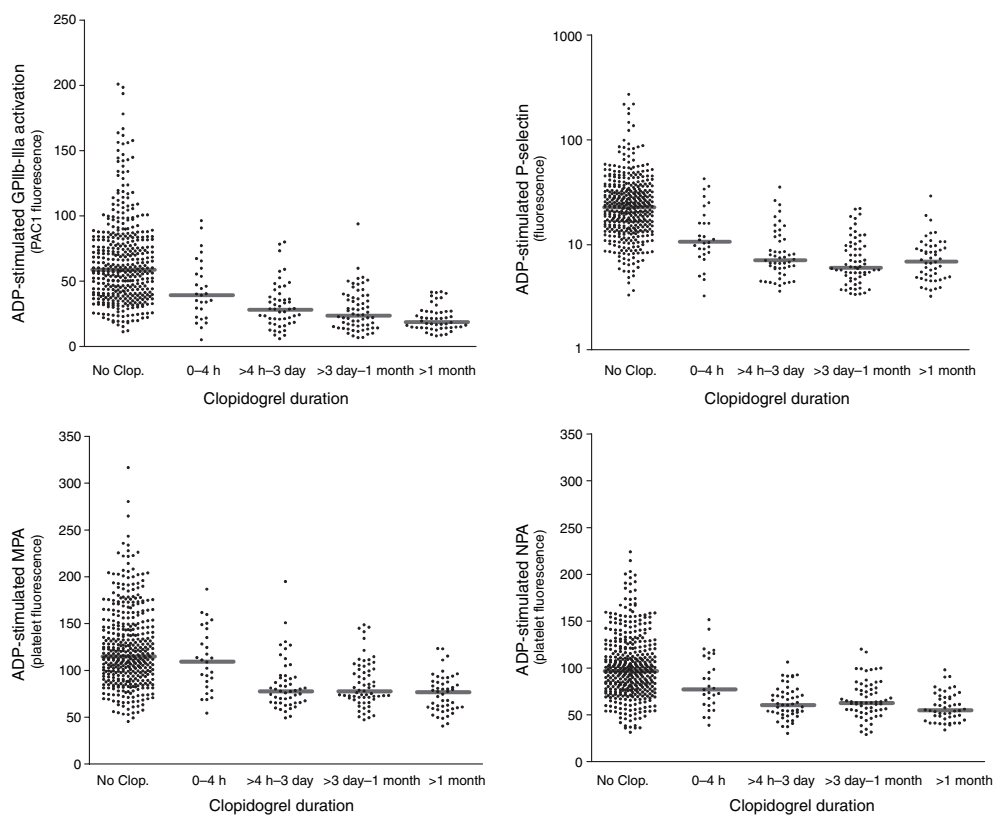 ADP-stimulated GPIIb-IIIa activation
(PAC1 fluorescence)
250
200
150
100
50
0
No Clop. 0–4 h >4 h–3 day >3 day–1 month >1 month
Clopidogrel duration
ADP-stimulated P-selectin
(fluorescence)
1000
100
10
1
No Clop. 0–4 h >4 h–3 day >3 day–1 month >1 month
Clopidogrel duration
ADP-stimulated MPA
(platelet fluorescence)
350
300
250
200
150
100
50
0
No Clop. 0–4 h >4 h–3 day >3 day–1 month >1 month
Clopidogrel duration
ADP-stimulated NPA
(platelet fluorescence)
350
300
250
200
150
100
50
0
No Clop. 0–4 h >4 h–3 day >3 day–1 month >1 month
Clopidogrel duration